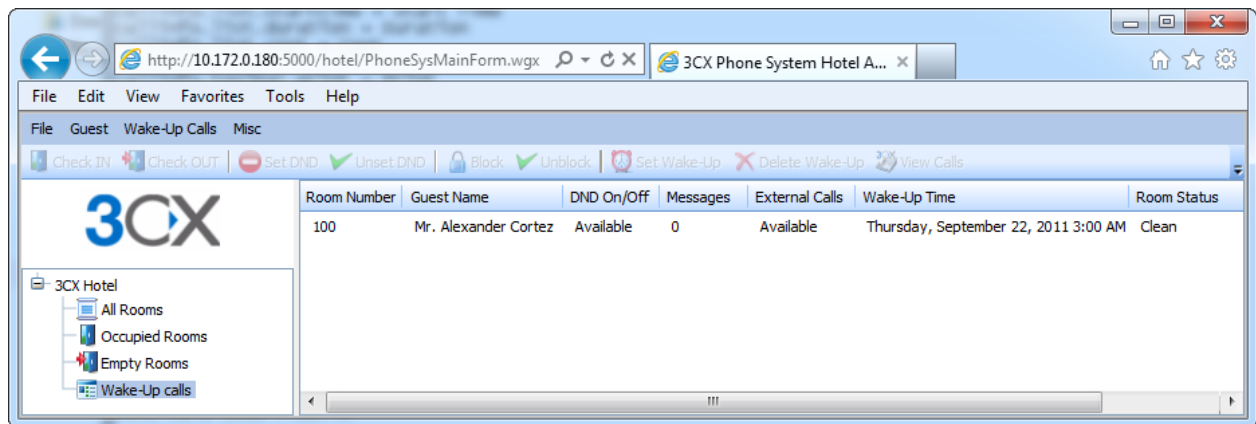 http://10.172.0.180:5000/hotel/PhoneSysMainForm.wgx 3CX Phone System Hotel A...
File Edit View Favorites Tools Help
File Guest Wake-Up Calls Misc
Check IN Check OUT Set DND Unset DND Block Unblock Set Wake-Up Delete Wake-Up View Calls
3CX
Room Number Guest Name DND On/Off Messages External Calls Wake-Up Time Room Status
100 Mr. Alexander Cortez Available 0 Available Thursday, September 22, 2011 3:00 AM Clean
3CX Hotel
All Rooms
Occupied Rooms
Empty Rooms
Wake-Up calls